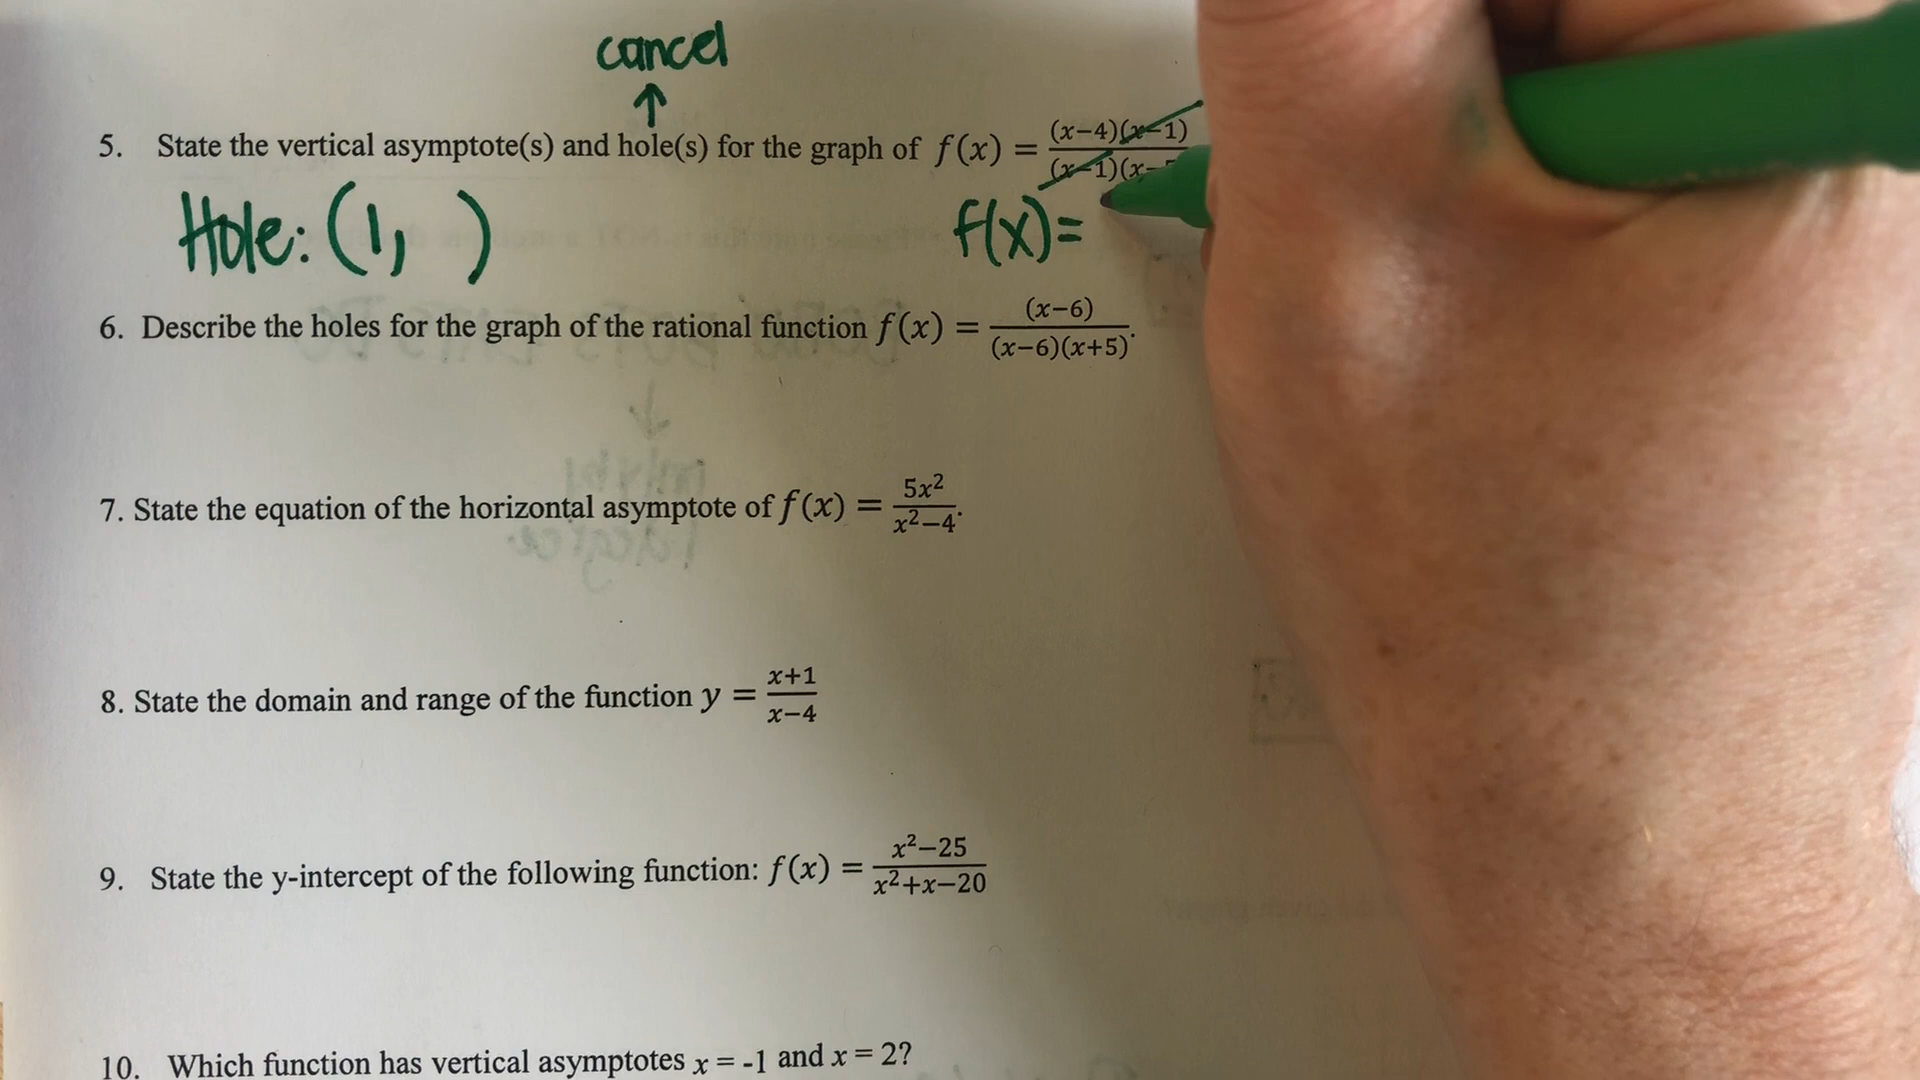 cancel
↑
5. State the vertical asymptote(s) and hole(s) for the graph of f(x) = (x−4)(x−1) / (x−1)(x−
Hole: (1, )
f(x)=
6. Describe the holes for the graph of the rational function f(x) = (x−6) / (x−6)(x+5).
7. State the equation of the horizontal asymptote of f(x) = 5x² / x²−4.
8. State the domain and range of the function y = x+1 / x−4
9. State the y-intercept of the following function: f(x) = x²−25 / x²+x−20
10. Which function has vertical asymptotes x = -1 and x = 2?